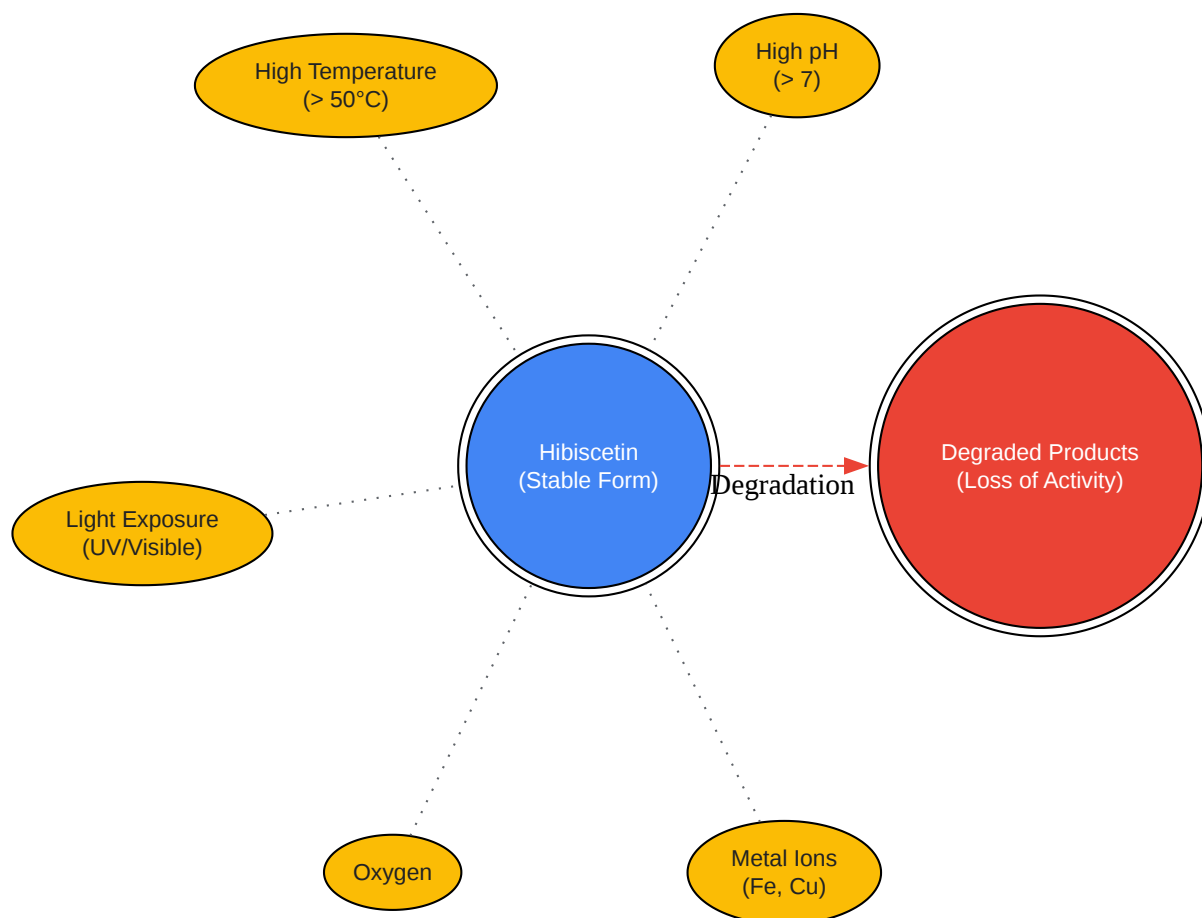 High Temperature
(> 50°C)
High pH
(> 7)
Hibiscetin
(Stable Form)
Degradation
Degraded Products
(Loss of Activity)
Light Exposure
(UV/Visible)
Oxygen
Metal Ions
(Fe, Cu)